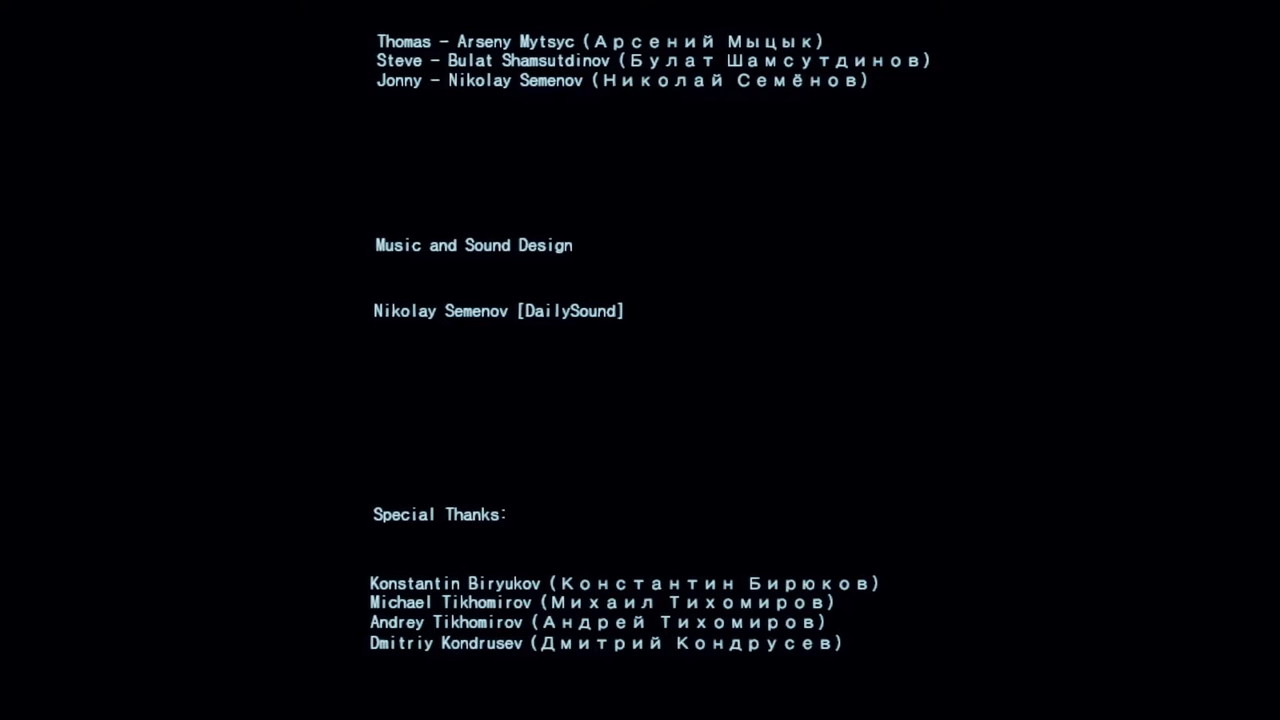 Thomas – Arseny Mytsyc (Арсений Мыцык)
Steve – Bulat Shamsutdinov (Булат Шамсутдинов)
Jonny – Nikolay Semenov (Николай Семёнов)
Music and Sound Design
Nikolay Semenov [DailySound]
Special Thanks:
Konstantin Biryukov (Константин Бирюков)
Michael Tikhomirov (Михаил Тихомиров)
Andrey Tikhomirov (Андрей Тихомиров)
Dmitriy Kondrusev (Дмитрий Кондрусев)